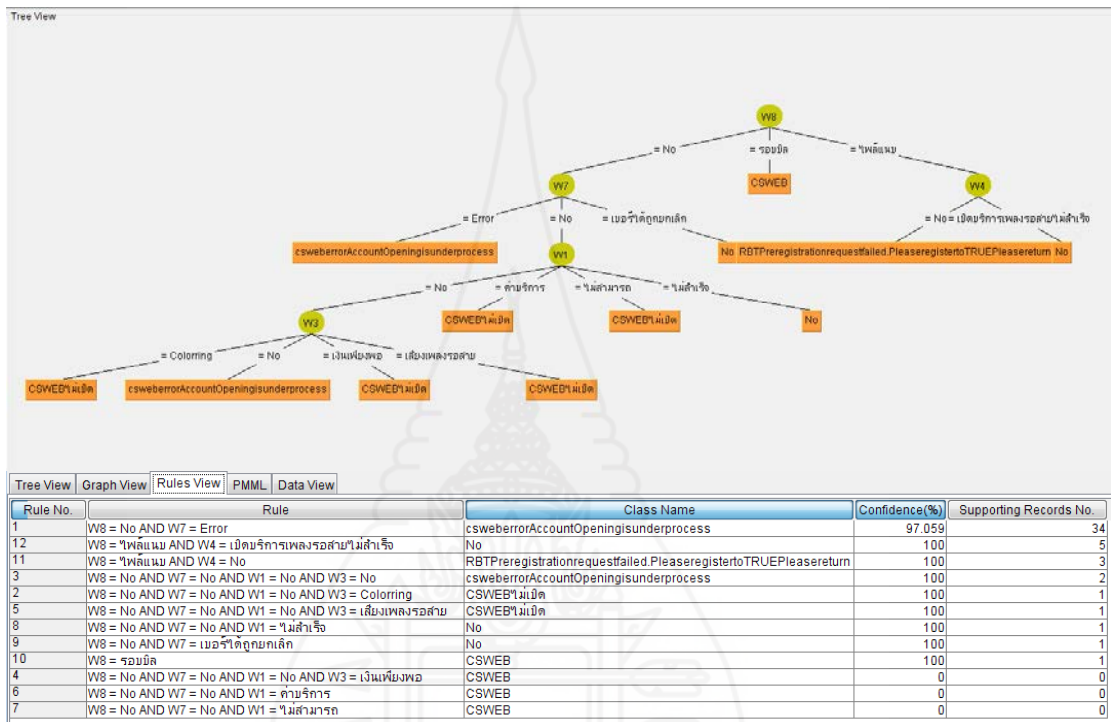 Tree View
W8
= No
= รอบบิล
= ไฟล์แนบ
W7
CSWEB
W4
= Error
= No
= เบอร์ได้ถูกยกเลิก
= No
= เปิดบริการเพลงรอสายไม่สำเร็จ
csweberrorAccountOpeningisunderprocess
W1
No
RBTPreregistrationrequestfailed.PleaseregistertoTRUEPleasereturn
No
= No
= ค่าบริการ
= ไม่สามารถ
= ไม่สำเร็จ
W3
CSWEBไม่เปิด
CSWEBไม่เปิด
No
= Colorring
= No
= เงินเพียงพอ
= เสียงเพลงรอสาย
CSWEBไม่เปิด
csweberrorAccountOpeningisunderprocess
CSWEBไม่เปิด
CSWEBไม่เปิด
Tree View Graph View Rules View PMML Data View
Rule No. Rule Class Name Confidence(%) Supporting Records No.
1 W8 = No AND W7 = Error csweberrorAccountOpeningisunderprocess 97.059 34
12 W8 = ไฟล์แนบ AND W4 = เปิดบริการเพลงรอสายไม่สำเร็จ No 100 5
11 W8 = ไฟล์แนบ AND W4 = No RBTPreregistrationrequestfailed.PleaseregistertoTRUEPleasereturn 100 3
3 W8 = No AND W7 = No AND W1 = No AND W3 = No csweberrorAccountOpeningisunderprocess 100 2
2 W8 = No AND W7 = No AND W1 = No AND W3 = Colorring CSWEBไม่เปิด 100 1
5 W8 = No AND W7 = No AND W1 = No AND W3 = เสียงเพลงรอสาย CSWEBไม่เปิด 100 1
8 W8 = No AND W7 = No AND W1 = ไม่สำเร็จ No 100 1
9 W8 = No AND W7 = เบอร์ได้ถูกยกเลิก No 100 1
10 W8 = รอบบิล CSWEB 100 1
4 W8 = No AND W7 = No AND W1 = No AND W3 = เงินเพียงพอ CSWEB 0 0
6 W8 = No AND W7 = No AND W1 = ค่าบริการ CSWEB 0 0
7 W8 = No AND W7 = No AND W1 = ไม่สามารถ CSWEB 0 0